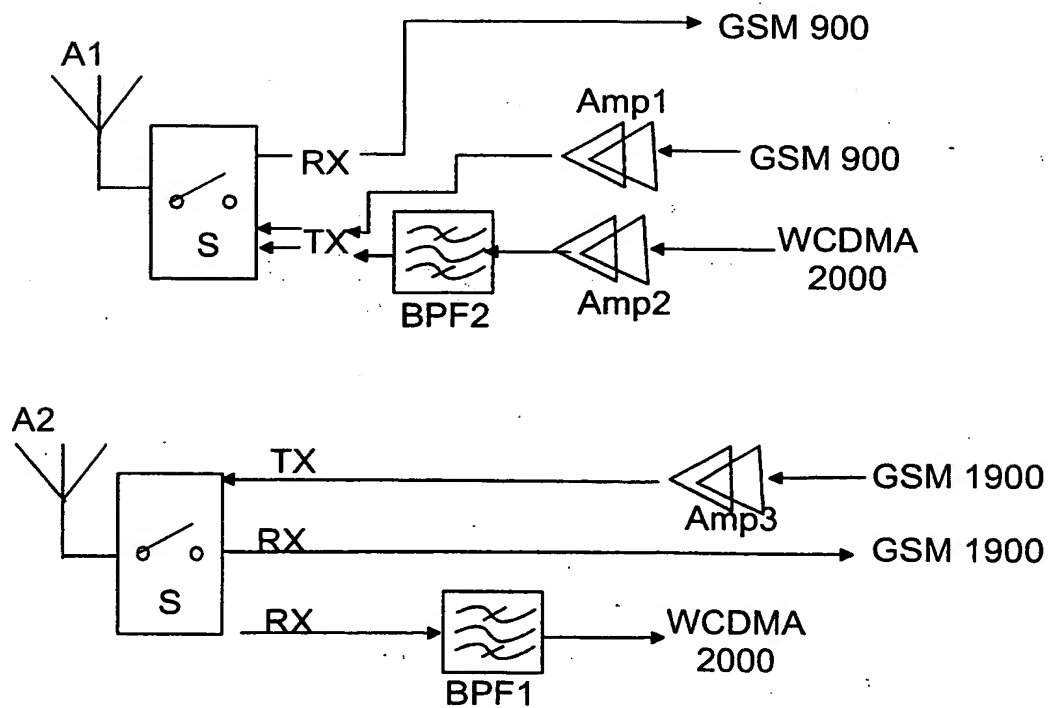 GSM 900
A1
Amp1
RX
GSM 900
S
TX
WCDMA
2000
BPF2
Amp2
A2
TX
GSM 1900
Amp3
RX
GSM 1900
S
RX
WCDMA
2000
BPF1